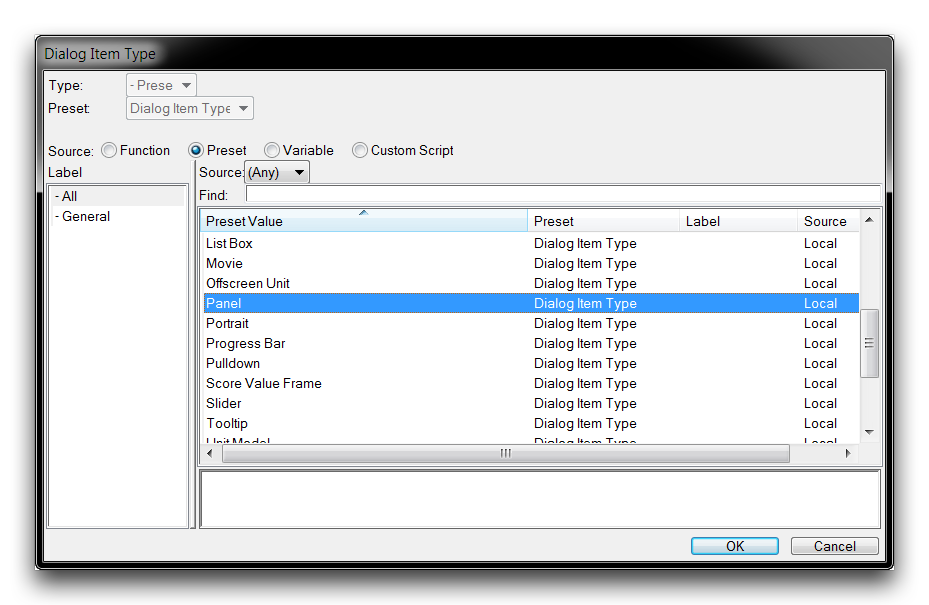 Dialog Item Type
Type: - Prese
Preset: Dialog Item Type
Source: Function Preset Variable Custom Script
Label
- All
- General
Source: (Any)
Find:
Preset Value Preset Label Source
List Box Dialog Item Type Local
Movie Dialog Item Type Local
Offscreen Unit Dialog Item Type Local
Panel Dialog Item Type Local
Portrait Dialog Item Type Local
Progress Bar Dialog Item Type Local
Pulldown Dialog Item Type Local
Score Value Frame Dialog Item Type Local
Slider Dialog Item Type Local
Tooltip Dialog Item Type Local
Unit Model Dialog Item Type Local
OK Cancel